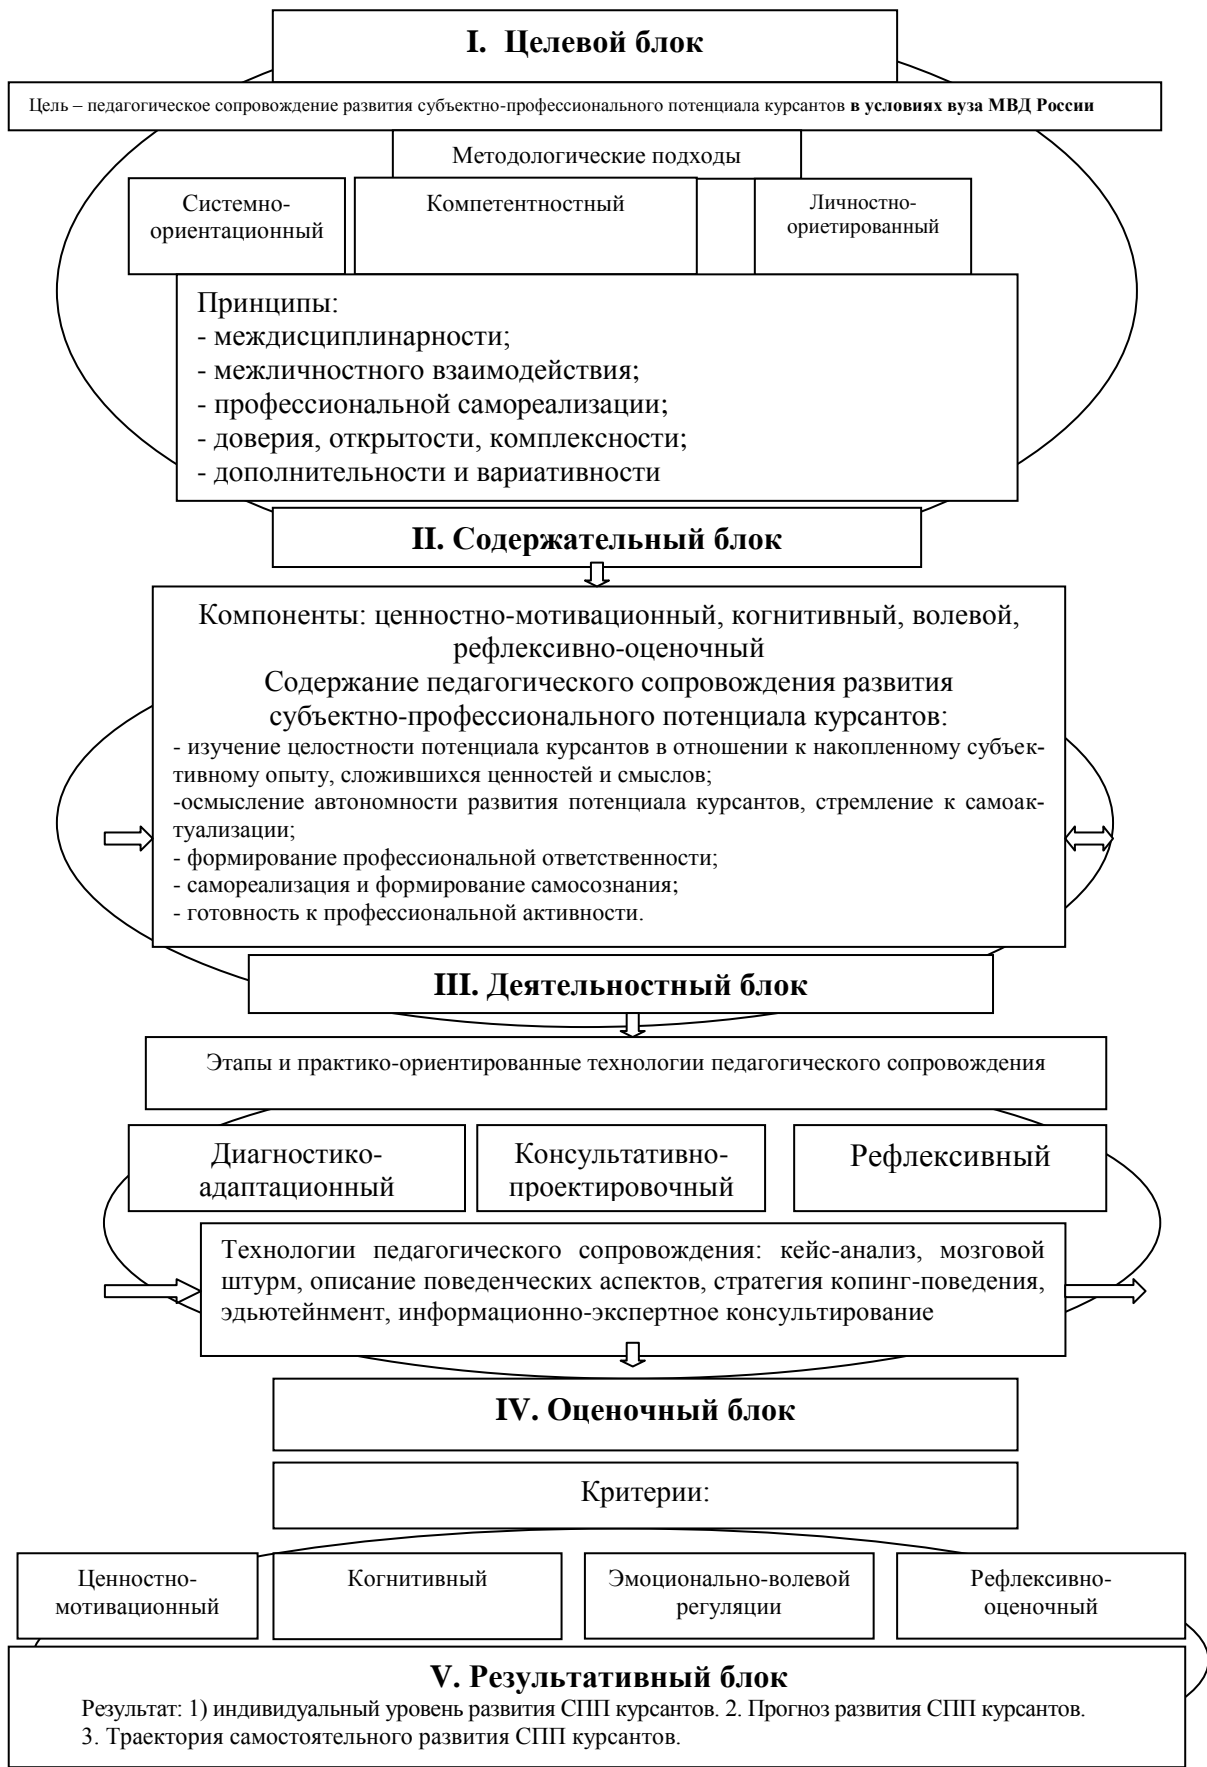 I. Целевой блок
Цель – педагогическое сопровождение развития субъектно-профессионального потенциала курсантов в условиях вуза МВД России
Методологические подходы
Системно-
ориентационный
Компетентностный
Личностно-
ориетированный
Принципы:
- междисциплинарности;
- межличностного взаимодействия;
- профессиональной самореализации;
- доверия, открытости, комплексности;
- дополнительности и вариативности
II. Содержательный блок
Компоненты: ценностно-мотивационный, когнитивный, волевой,
рефлексивно-оценочный
Содержание педагогического сопровождения развития
субъектно-профессионального потенциала курсантов:
- изучение целостности потенциала курсантов в отношении к накопленному субъек-
тивному опыту, сложившихся ценностей и смыслов;
-осмысление автономности развития потенциала курсантов, стремление к самоак-
туализации;
- формирование профессиональной ответственности;
- самореализация и формирование самосознания;
- готовность к профессиональной активности.
III. Деятельностный блок
Этапы и практико-ориентированные технологии педагогического сопровождения
Диагностико-
адаптационный
Консультативно-
проектировочный
Рефлексивный
Технологии педагогического сопровождения: кейс-анализ, мозговой
штурм, описание поведенческих аспектов, стратегия копинг-поведения,
эдьютейнмент, информационно-экспертное консультирование
IV. Оценочный блок
Критерии:
Ценностно-
мотивационный
Когнитивный
Эмоционально-волевой
регуляции
Рефлексивно-
оценочный
V. Результативный блок
Результат: 1) индивидуальный уровень развития СПП курсантов. 2. Прогноз развития СПП курсантов.
3. Траектория самостоятельного развития СПП курсантов.